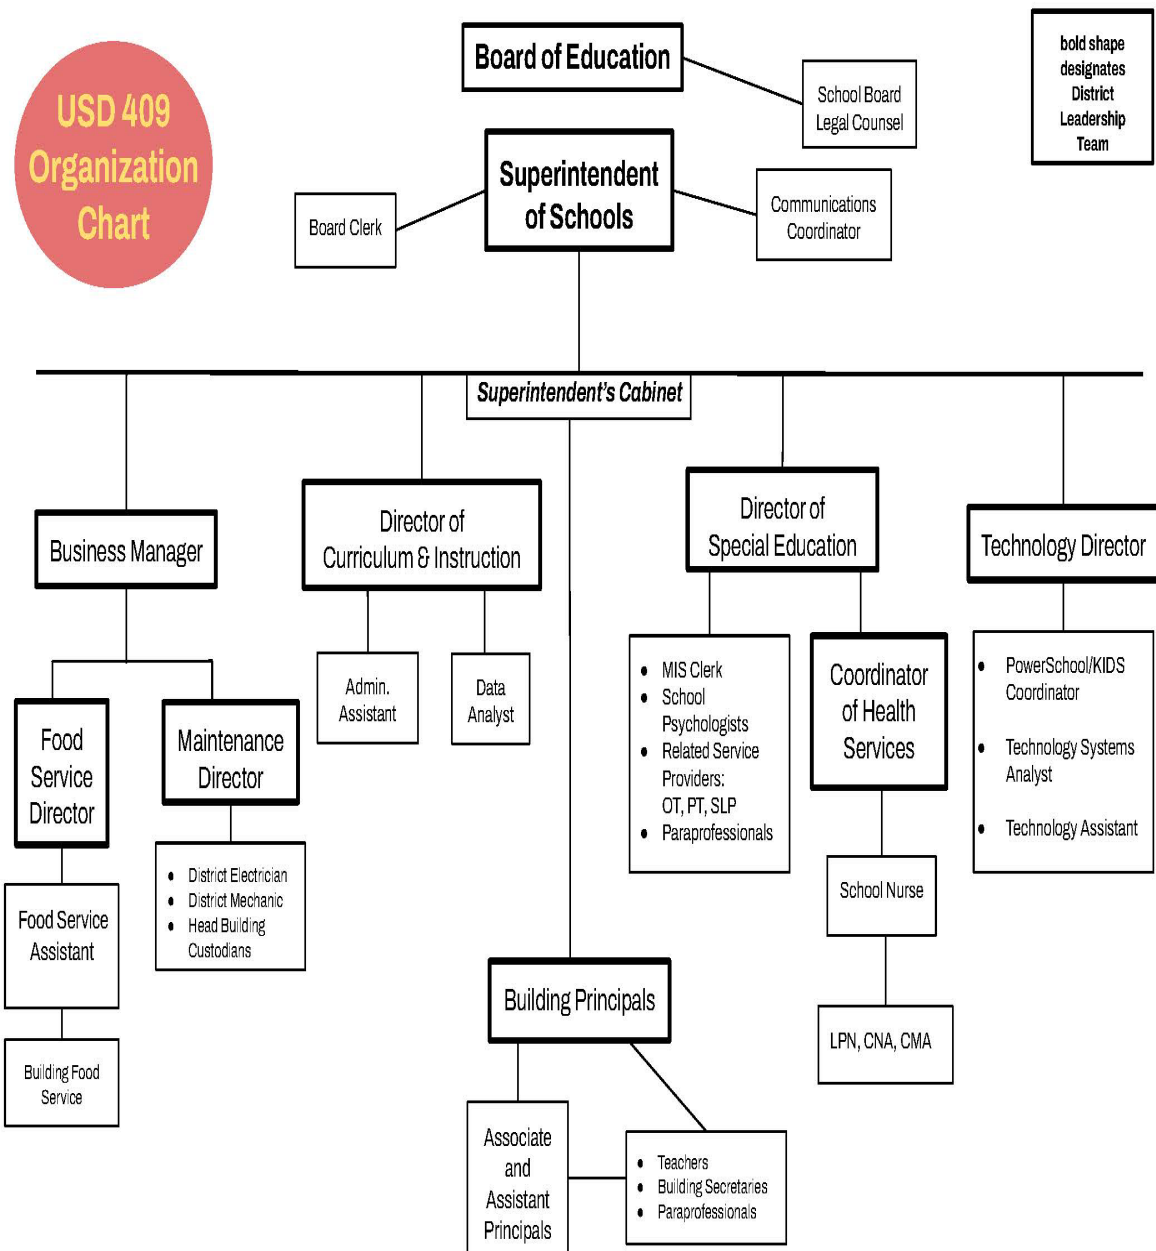 USD 409
Organization
Chart
Board of Education
School Board
Legal Counsel
bold shape
designates
District
Leadership
Team
Superintendent
of Schools
Board Clerk
Communications
Coordinator
Superintendent's Cabinet
Business Manager
Director of
Curriculum & Instruction
Director of
Special Education
Technology Director
Food
Service
Director
Maintenance
Director
Admin.
Assistant
Data
Analyst
• MIS Clerk
• School
Psychologists
• Related Service
Providers:
OT, PT, SLP
• Paraprofessionals
Coordinator
of Health
Services
• PowerSchool/KIDS
Coordinator
• Technology Systems
Analyst
• Technology Assistant
Food Service
Assistant
• District Electrician
• District Mechanic
• Head Building
Custodians
School Nurse
Building Food
Service
Building Principals
LPN, CNA, CMA
Associate
and
Assistant
Principals
• Teachers
• Building Secretaries
• Paraprofessionals